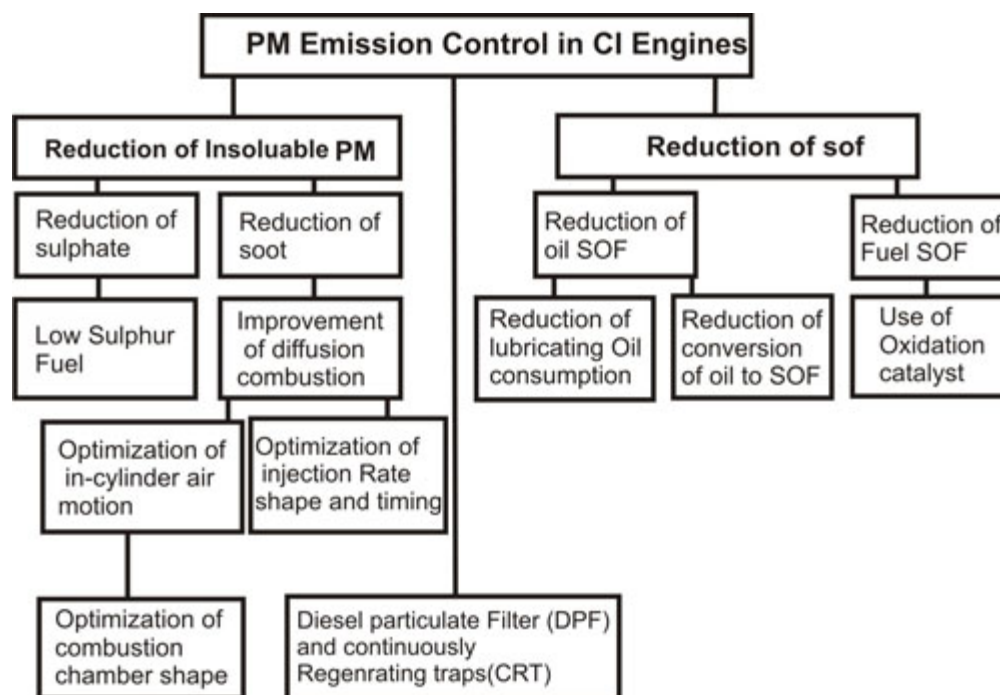 PM Emission Control in CI Engines
Reduction of Insoluable PM
Reduction of sof
Reduction of
sulphate
Reduction of
soot
Reduction of
oil SOF
Reduction of
Fuel SOF
Low Sulphur
Fuel
Improvement
of diffusion
combustion
Reduction of
lubricating Oil
consumption
Reduction of
conversion
of oil to SOF
Use of
Oxidation
catalyst
Optimization of
in-cylinder air
motion
Optimization of
injection Rate
shape and timing
Optimization of
combustion
chamber shape
Diesel particulate Filter (DPF)
and continuously
Regenrating traps(CRT)